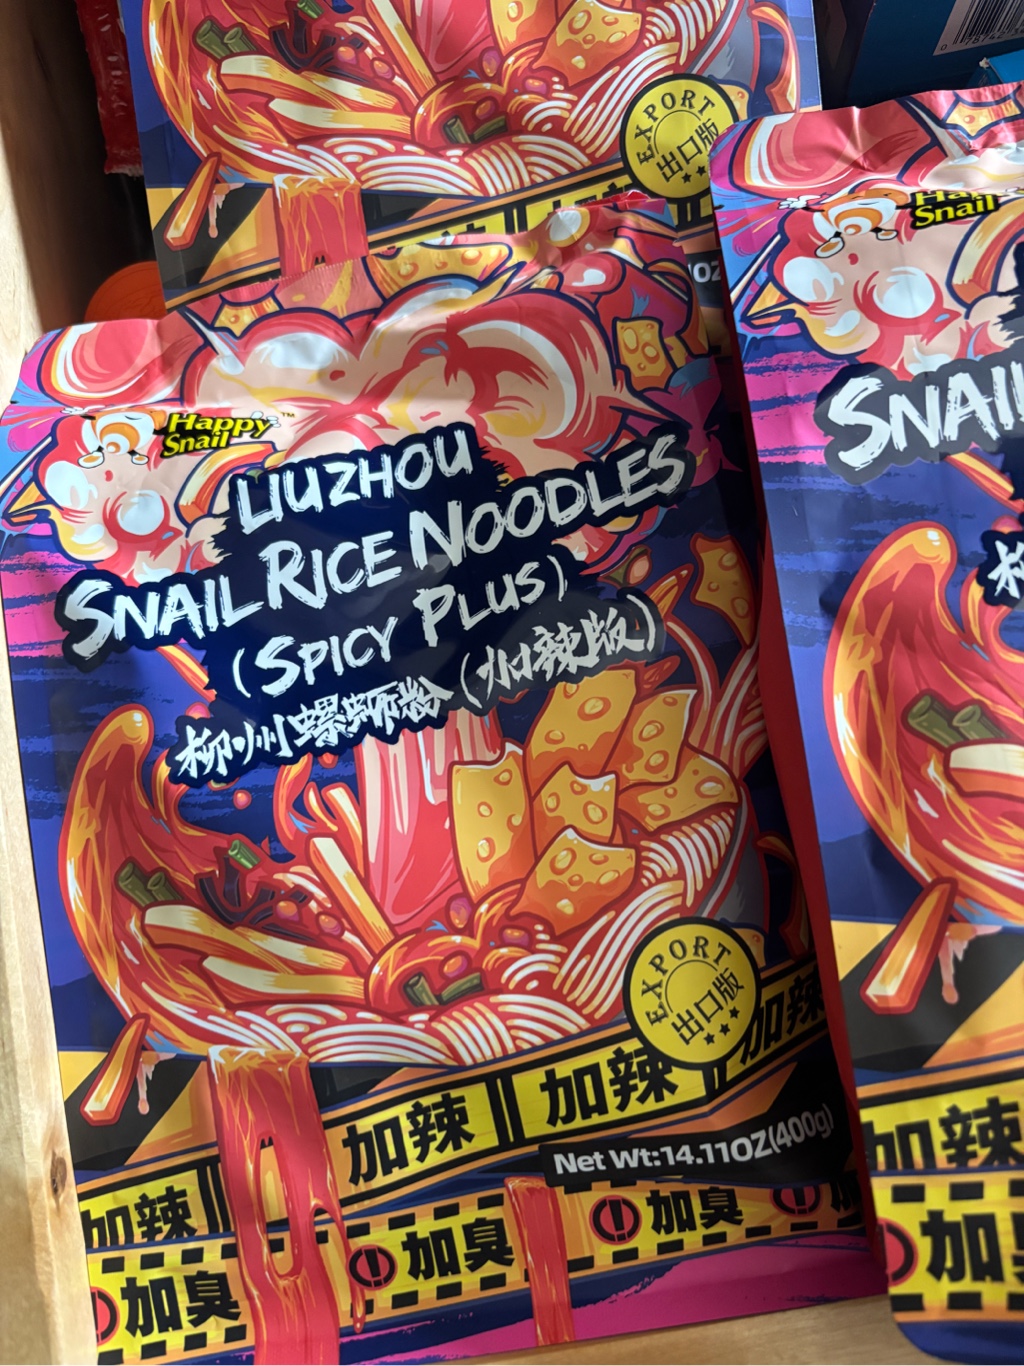 EXPORT
出口版
Happy
Snail
Happy
Snail™
LIUZHOU
SNAIL RICE NOODLES
(SPICY PLUS)
柳州螺蛳粉(加辣版)
SNAIL
柳
EXPORT
出口版
加辣
加辣
加辣
加辣
加辣
Net Wt:14.11OZ(400g)
加臭
加臭
加臭
加